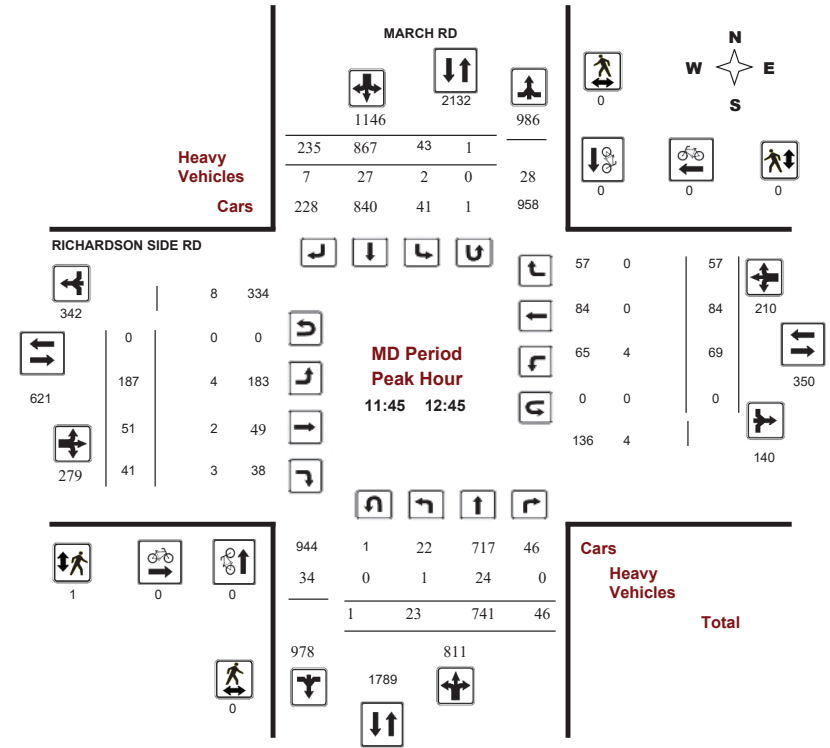 MARCH RD
N
W E
S
2132
0
1146
986
235 867 43 1
Heavy
Vehicles
7 27 2 0 28
Cars
228 840 41 1 958
0 0 0
RICHARDSON SIDE RD
342
8 334
0 0 0
621
187 4 183
51 2 49
279
41 3 38
MD Period
Peak Hour
11:45 12:45
57 0 57
84 0 84
210
65 4 69
350
0 0 0
136 4
140
944 1 22 717 46
Cars
34 0 1 24 0
Heavy
Vehicles
1 23 741 46
Total
1 0 0
978
811
1789
0